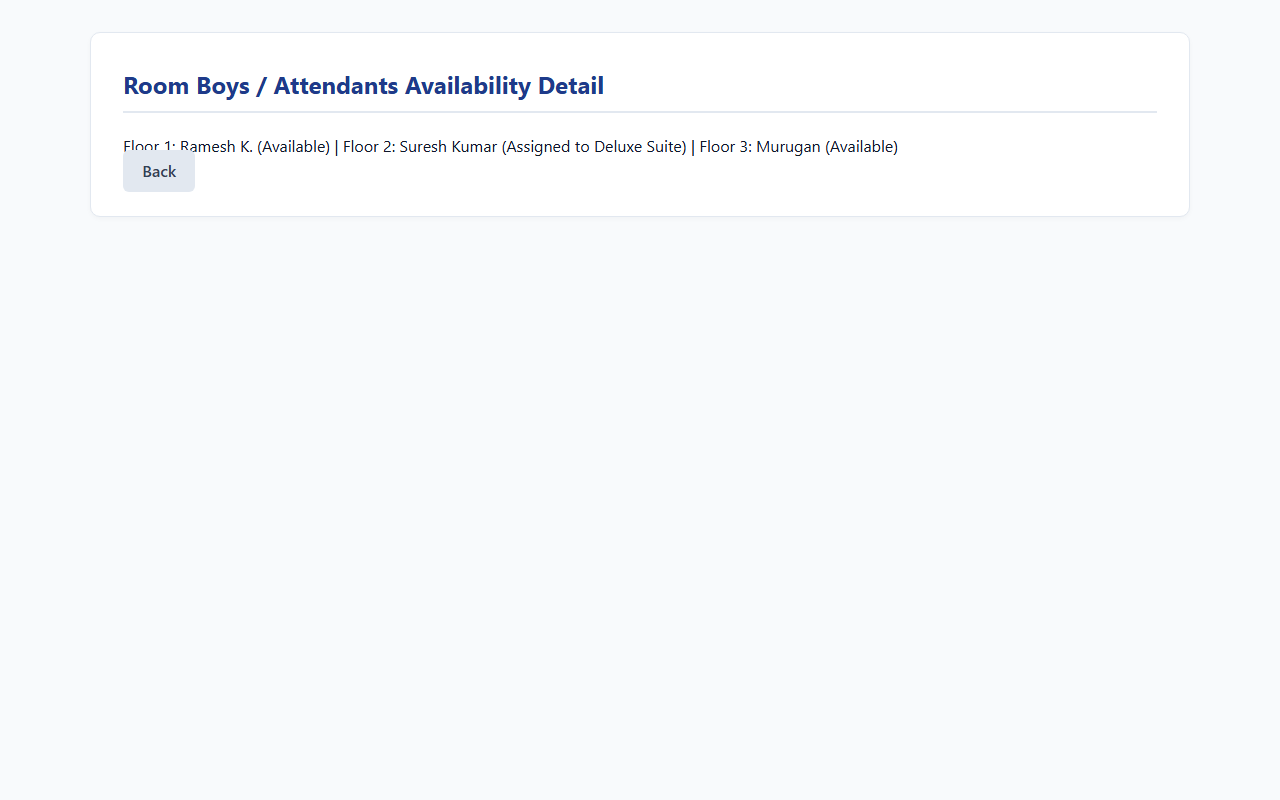 Room Boys / Attendants Availability Detail
Floor 1: Ramesh K. (Available) | Floor 2: Suresh Kumar (Assigned to Deluxe Suite) | Floor 3: Murugan (Available)
Back